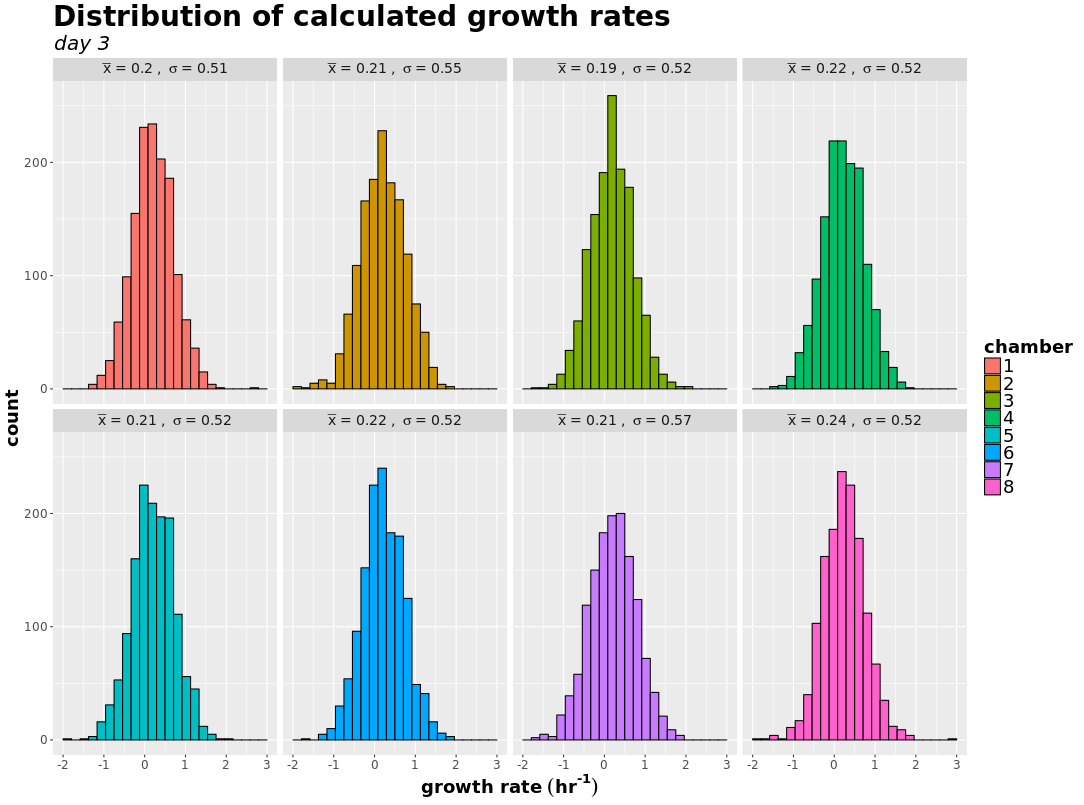 Distribution of calculated growth rates
day 3
x̅ = 0.2 , σ = 0.51
x̅ = 0.21 , σ = 0.55
x̅ = 0.19 , σ = 0.52
x̅ = 0.22 , σ = 0.52
200
100
0
x̅ = 0.21 , σ = 0.52
x̅ = 0.22 , σ = 0.52
x̅ = 0.21 , σ = 0.57
x̅ = 0.24 , σ = 0.52
200
100
0
-2 -1 0 1 2 3
-2 -1 0 1 2 3
-2 -1 0 1 2 3
-2 -1 0 1 2 3
count
growth rate (hr⁻¹)
chamber
1
2
3
4
5
6
7
8